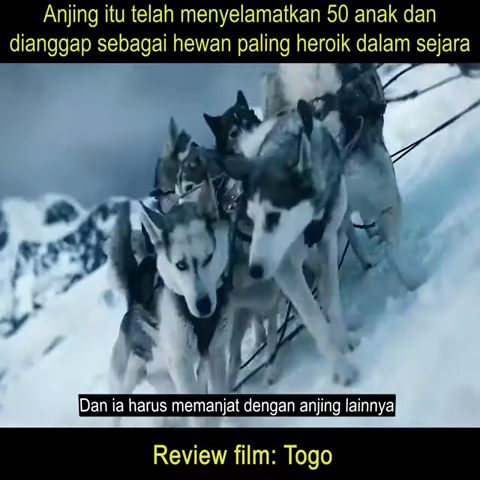 Anjing itu telah menyelamatkan 50 anak dan
dianggap sebagai hewan paling heroik dalam sejara
Dan ia harus memanjat dengan anjing lainnya
Review film: Togo